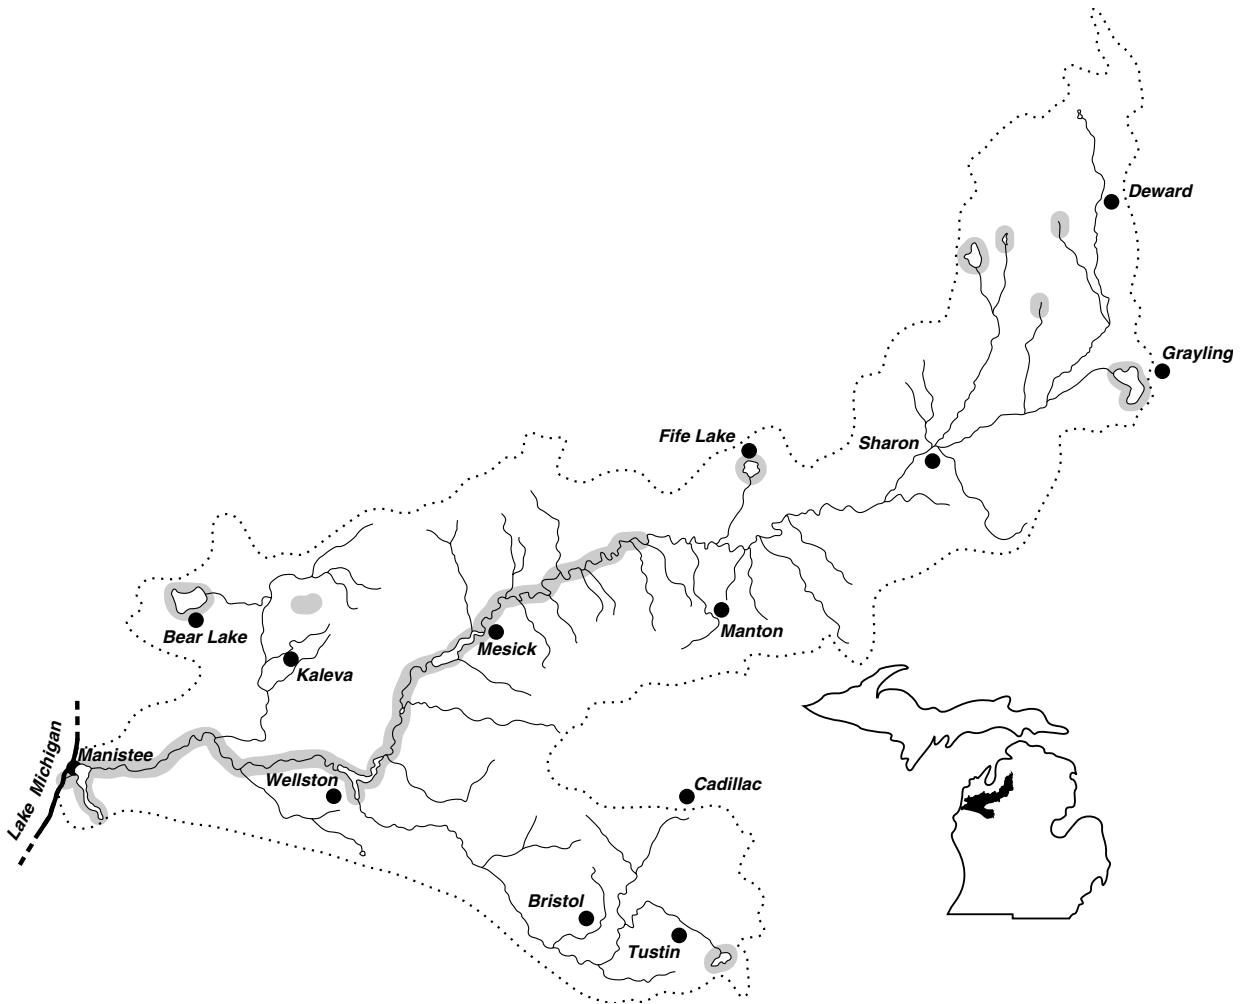 Deward
Grayling
Fife Lake
Sharon
Bear Lake
Manton
Mesick
Kaleva
Lake Michigan
Manistee
Wellston
Cadillac
Bristol
Tustin